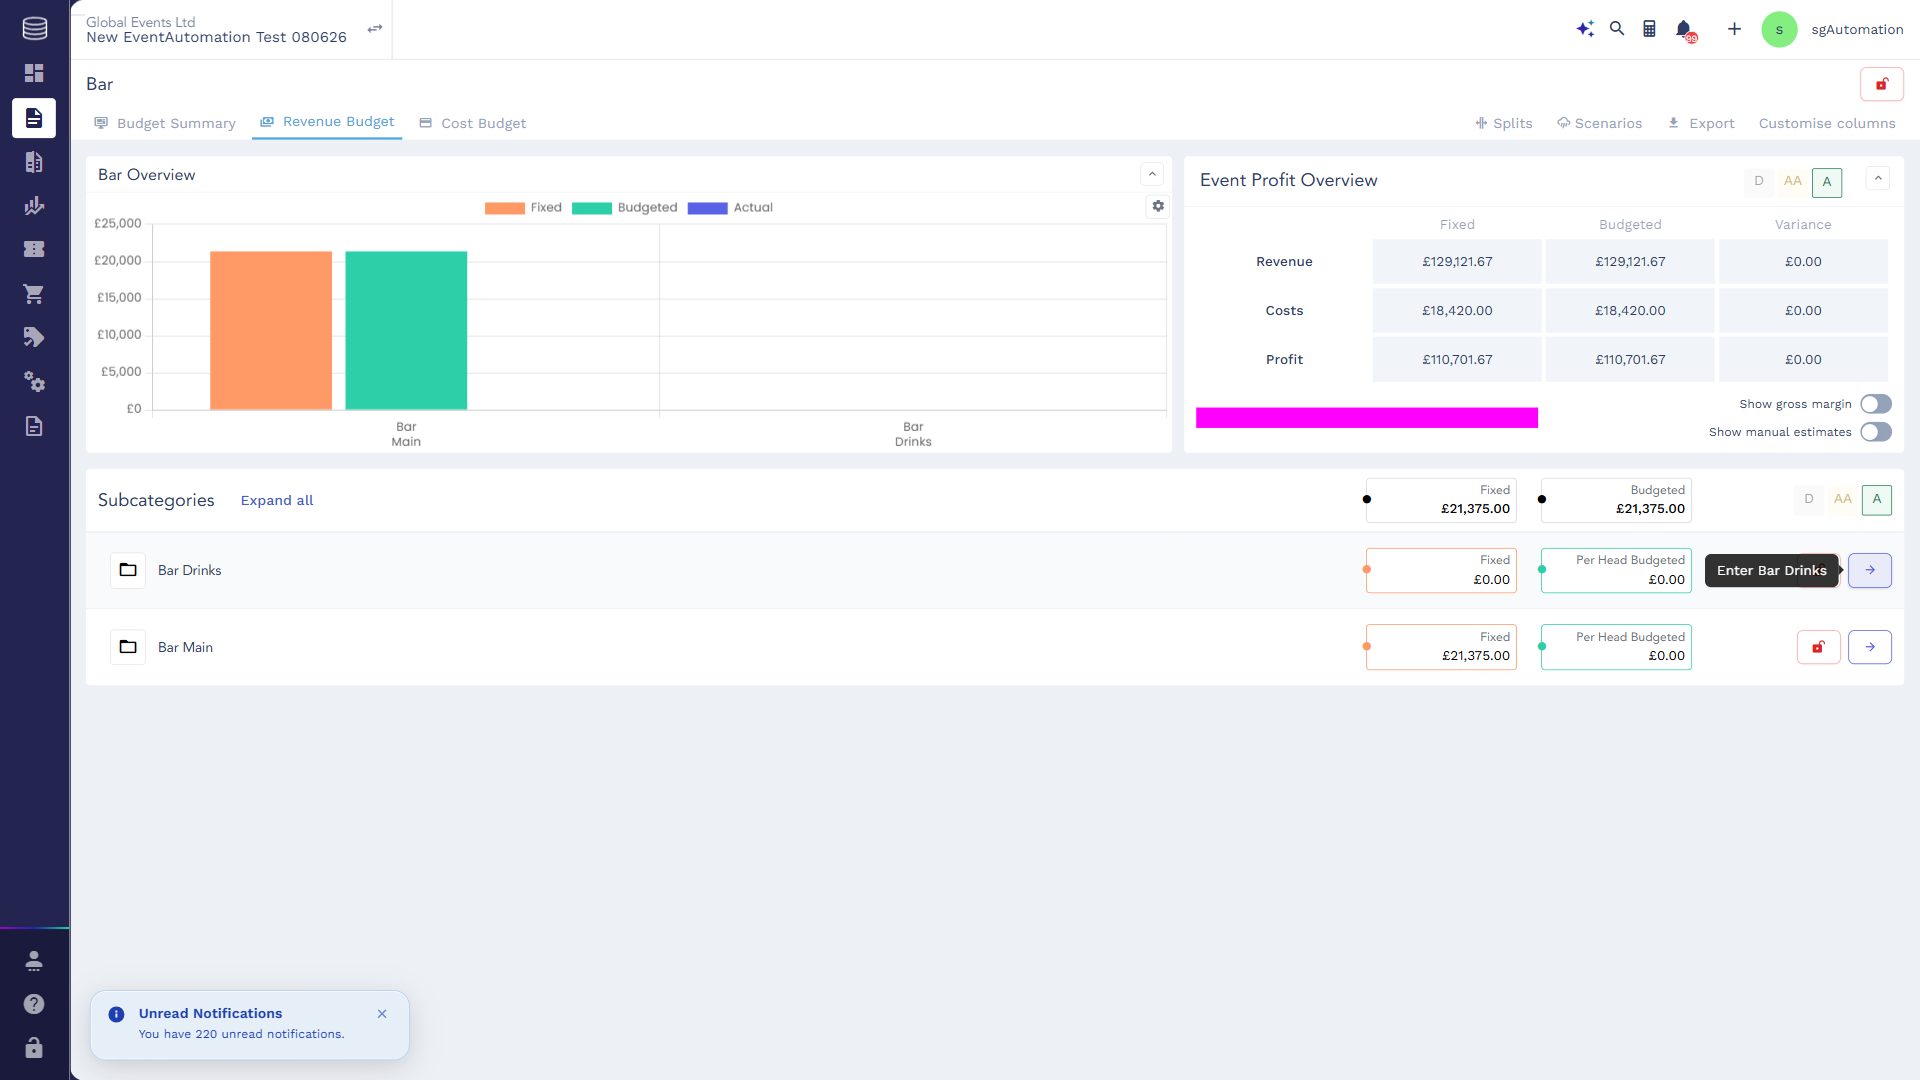 Global Events Ltd
New EventAutomation Test 080626
99
s
sgAutomation
Bar
Budget Summary
Revenue Budget
Cost Budget
Splits
Scenarios
Export
Customise columns
Bar Overview
Fixed
Budgeted
Actual
£25,000
£20,000
£15,000
£10,000
£5,000
£0
Bar
Main
Bar
Drinks
Event Profit Overview
D
AA
A
Fixed
Budgeted
Variance
Revenue
£129,121.67
£129,121.67
£0.00
Costs
£18,420.00
£18,420.00
£0.00
Profit
£110,701.67
£110,701.67
£0.00
Show gross margin
Show manual estimates
Subcategories
Expand all
Fixed
£21,375.00
Budgeted
£21,375.00
D
AA
A
Bar Drinks
Fixed
£0.00
Per Head Budgeted
£0.00
Enter Bar Drinks
Bar Main
Fixed
£21,375.00
Per Head Budgeted
£0.00
Unread Notifications
You have 220 unread notifications.